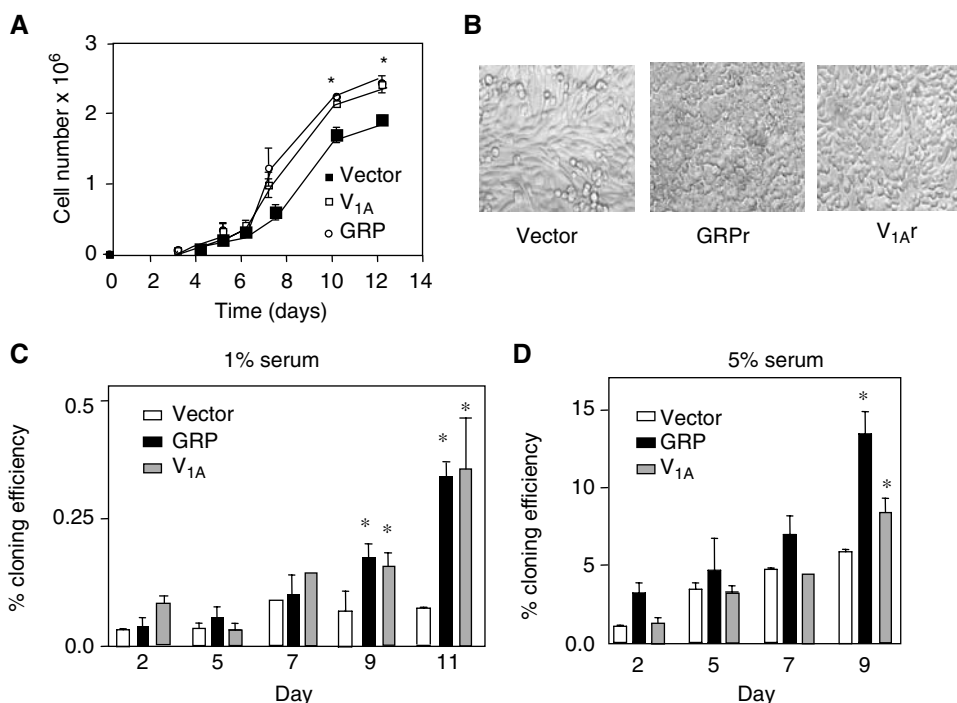 A
Cell number x 10⁶
3
2
1
0
* *
Vector
V₁A
GRP
0 2 4 6 8 10 12 14
Time (days)
B
Vector GRPr V₁Ar
C
1% serum
% cloning efficiency
0.5
0.25
0.0
Vector
GRP
V₁A
* * * *
2 5 7 9 11
Day
D
5% serum
% cloning efficiency
15
10
5
0.0
Vector
GRP
V₁A
* *
2 5 7 9
Day